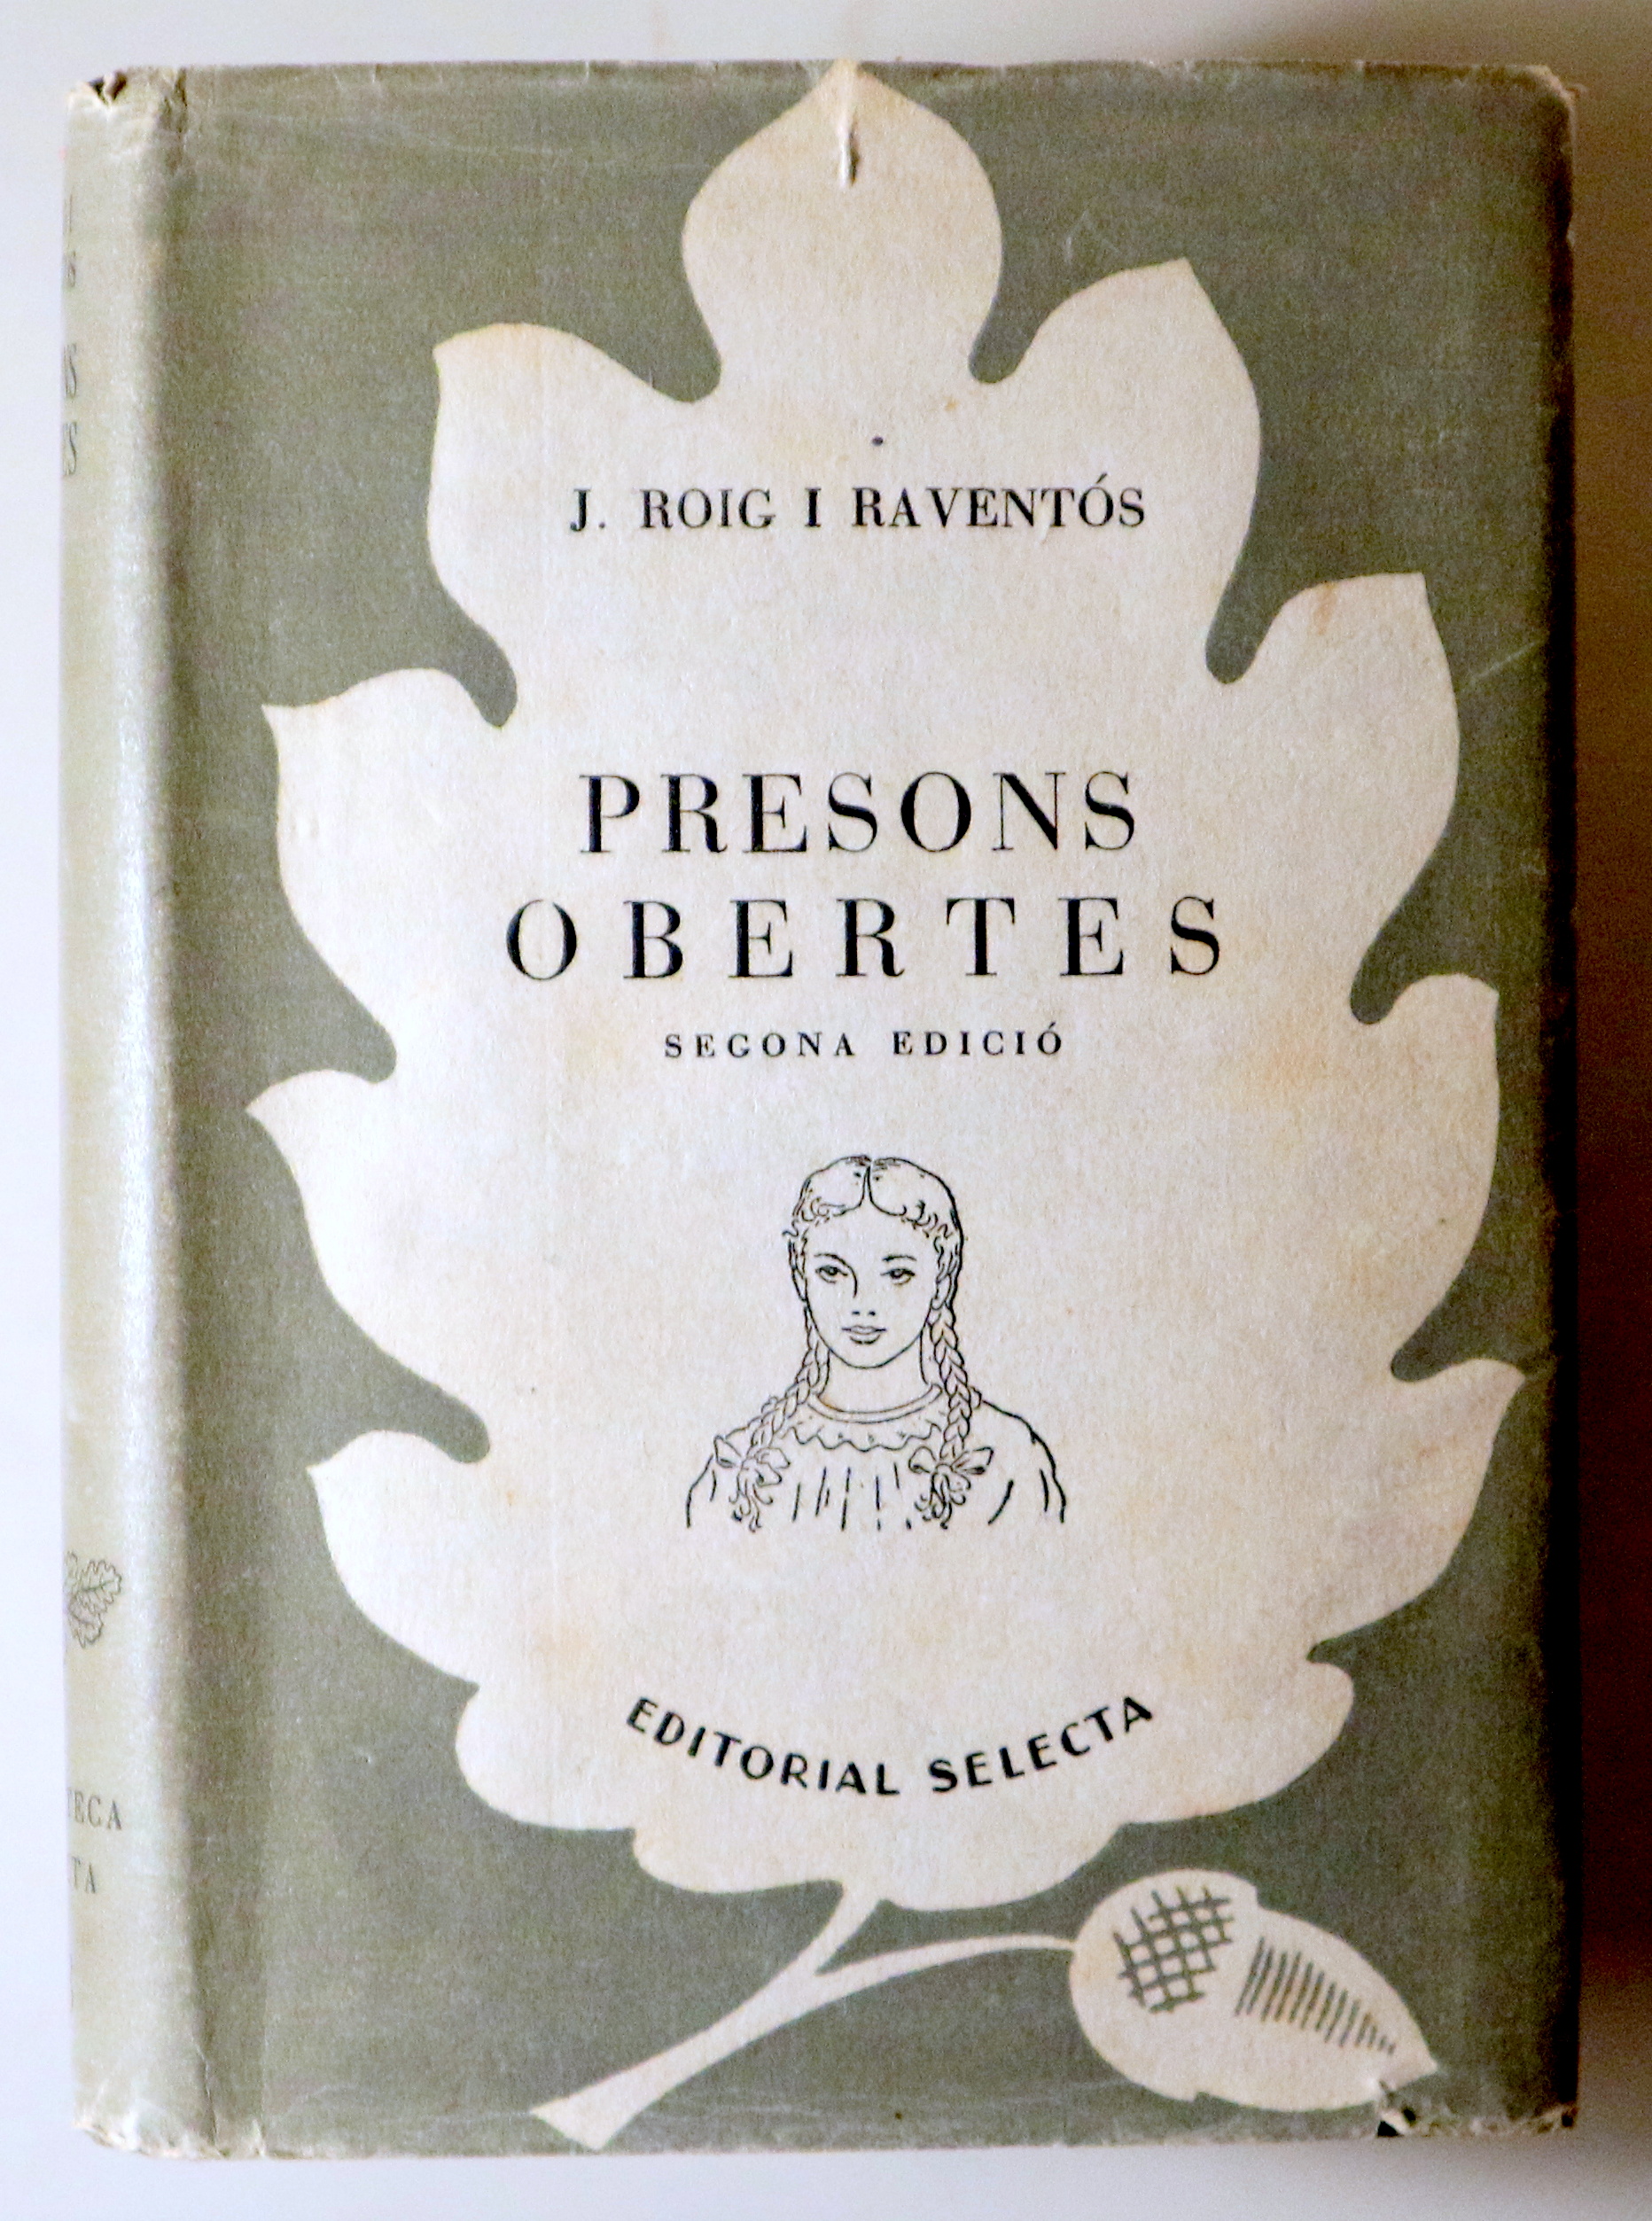 J. ROIG I RAVENTÓS
PRESONS
OBERTES
SEGONA EDICIÓ
EDITORIAL SELECTA